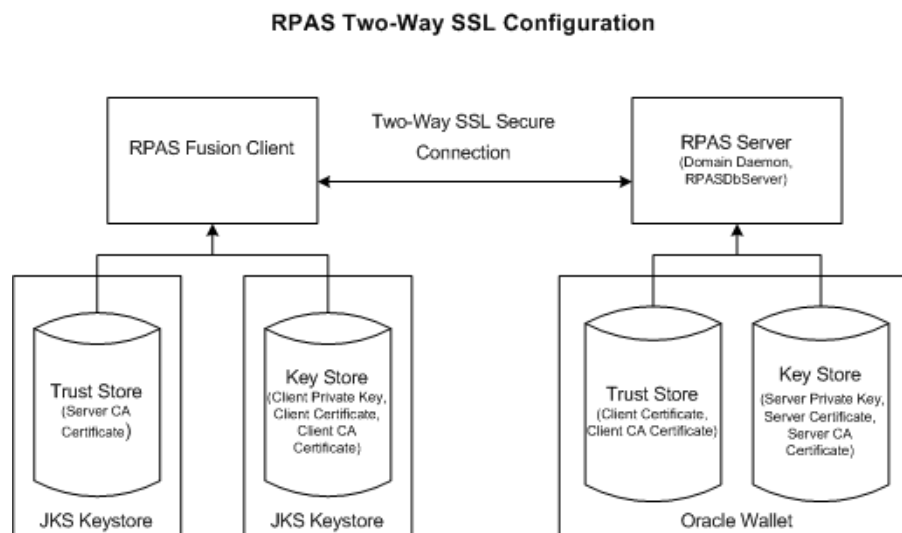 RPAS Two-Way SSL Configuration
RPAS Fusion Client
Two-Way SSL Secure
Connection
RPAS Server
(Domain Daemon,
RPASDbServer)
Trust Store
(Server CA
Certificate)
JKS Keystore
Key Store
(Client Private Key,
Client Certificate,
Client CA
Certificate)
JKS Keystore
Trust Store
(Client Certificate,
Client CA Certificate)
Key Store
(Server Private Key,
Server Certificate,
Server CA
Certificate)
Oracle Wallet